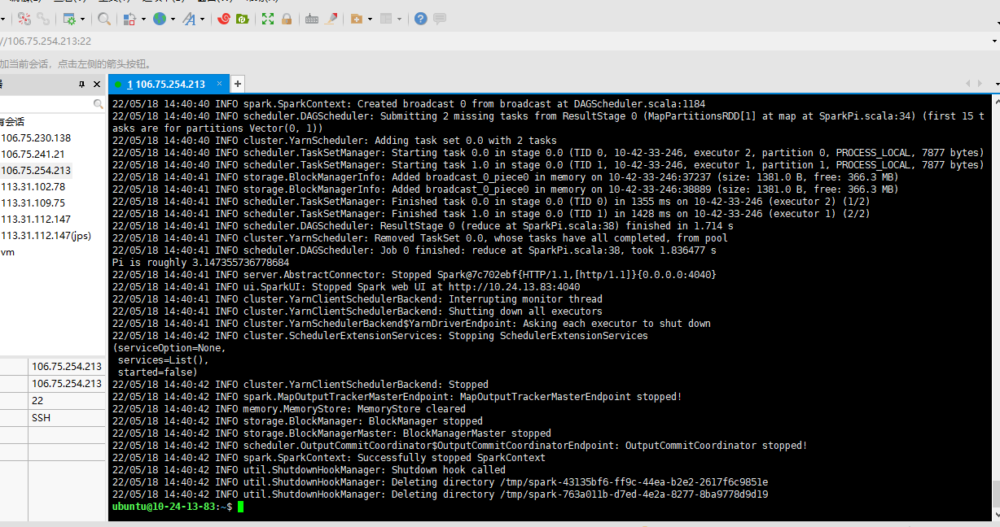 //106.75.254.213:22
加当前会话，点击左侧的箭头按钮。
器
1 106.75.254.213 × +
有会话
106.75.230.138
106.75.241.21
106.75.254.213
113.31.102.78
113.31.109.75
113.31.112.147
113.31.112.147(jps)
vm
106.75.254.213
106.75.254.213
22
SSH
22/05/18 14:40:40 INFO spark.SparkContext: Created broadcast 0 from broadcast at DAGScheduler.scala:1184
22/05/18 14:40:40 INFO scheduler.DAGScheduler: Submitting 2 missing tasks from ResultStage 0 (MapPartitionsRDD[1] at map at SparkPi.scala:34) (first 15 t
asks are for partitions Vector(0, 1))
22/05/18 14:40:40 INFO cluster.YarnScheduler: Adding task set 0.0 with 2 tasks
22/05/18 14:40:40 INFO scheduler.TaskSetManager: Starting task 0.0 in stage 0.0 (TID 0, 10-42-33-246, executor 2, partition 0, PROCESS_LOCAL, 7877 bytes)
22/05/18 14:40:40 INFO scheduler.TaskSetManager: Starting task 1.0 in stage 0.0 (TID 1, 10-42-33-246, executor 1, partition 1, PROCESS_LOCAL, 7877 bytes)
22/05/18 14:40:41 INFO storage.BlockManagerInfo: Added broadcast_0_piece0 in memory on 10-42-33-246:37237 (size: 1381.0 B, free: 366.3 MB)
22/05/18 14:40:41 INFO storage.BlockManagerInfo: Added broadcast_0_piece0 in memory on 10-42-33-246:38889 (size: 1381.0 B, free: 366.3 MB)
22/05/18 14:40:41 INFO scheduler.TaskSetManager: Finished task 0.0 in stage 0.0 (TID 0) in 1355 ms on 10-42-33-246 (executor 2) (1/2)
22/05/18 14:40:41 INFO scheduler.TaskSetManager: Finished task 1.0 in stage 0.0 (TID 1) in 1428 ms on 10-42-33-246 (executor 1) (2/2)
22/05/18 14:40:41 INFO scheduler.DAGScheduler: ResultStage 0 (reduce at SparkPi.scala:38) finished in 1.714 s
22/05/18 14:40:41 INFO cluster.YarnScheduler: Removed TaskSet 0.0, whose tasks have all completed, from pool
22/05/18 14:40:41 INFO scheduler.DAGScheduler: Job 0 finished: reduce at SparkPi.scala:38, took 1.836477 s
Pi is roughly 3.147355736778684
22/05/18 14:40:41 INFO server.AbstractConnector: Stopped Spark@7c702ebf{HTTP/1.1,[http/1.1]}{0.0.0.0:4040}
22/05/18 14:40:41 INFO ui.SparkUI: Stopped Spark web UI at http://10.24.13.83:4040
22/05/18 14:40:41 INFO cluster.YarnClientSchedulerBackend: Interrupting monitor thread
22/05/18 14:40:41 INFO cluster.YarnClientSchedulerBackend: Shutting down all executors
22/05/18 14:40:41 INFO cluster.YarnSchedulerBackend$YarnDriverEndpoint: Asking each executor to shut down
22/05/18 14:40:42 INFO cluster.SchedulerExtensionServices: Stopping SchedulerExtensionServices
(serviceOption=None,
services=List(),
started=false)
22/05/18 14:40:42 INFO cluster.YarnClientSchedulerBackend: Stopped
22/05/18 14:40:42 INFO spark.MapOutputTrackerMasterEndpoint: MapOutputTrackerMasterEndpoint stopped!
22/05/18 14:40:42 INFO memory.MemoryStore: MemoryStore cleared
22/05/18 14:40:42 INFO storage.BlockManager: BlockManager stopped
22/05/18 14:40:42 INFO storage.BlockManagerMaster: BlockManagerMaster stopped
22/05/18 14:40:42 INFO scheduler.OutputCommitCoordinator$OutputCommitCoordinatorEndpoint: OutputCommitCoordinator stopped!
22/05/18 14:40:42 INFO spark.SparkContext: Successfully stopped SparkContext
22/05/18 14:40:42 INFO util.ShutdownHookManager: Shutdown hook called
22/05/18 14:40:42 INFO util.ShutdownHookManager: Deleting directory /tmp/spark-43135bf6-ff9c-44ea-b2e2-2617f6c9851e
22/05/18 14:40:42 INFO util.ShutdownHookManager: Deleting directory /tmp/spark-763a011b-d7ed-4e2a-8277-8ba9778d9d19
ubuntu@10-24-13-83:~$